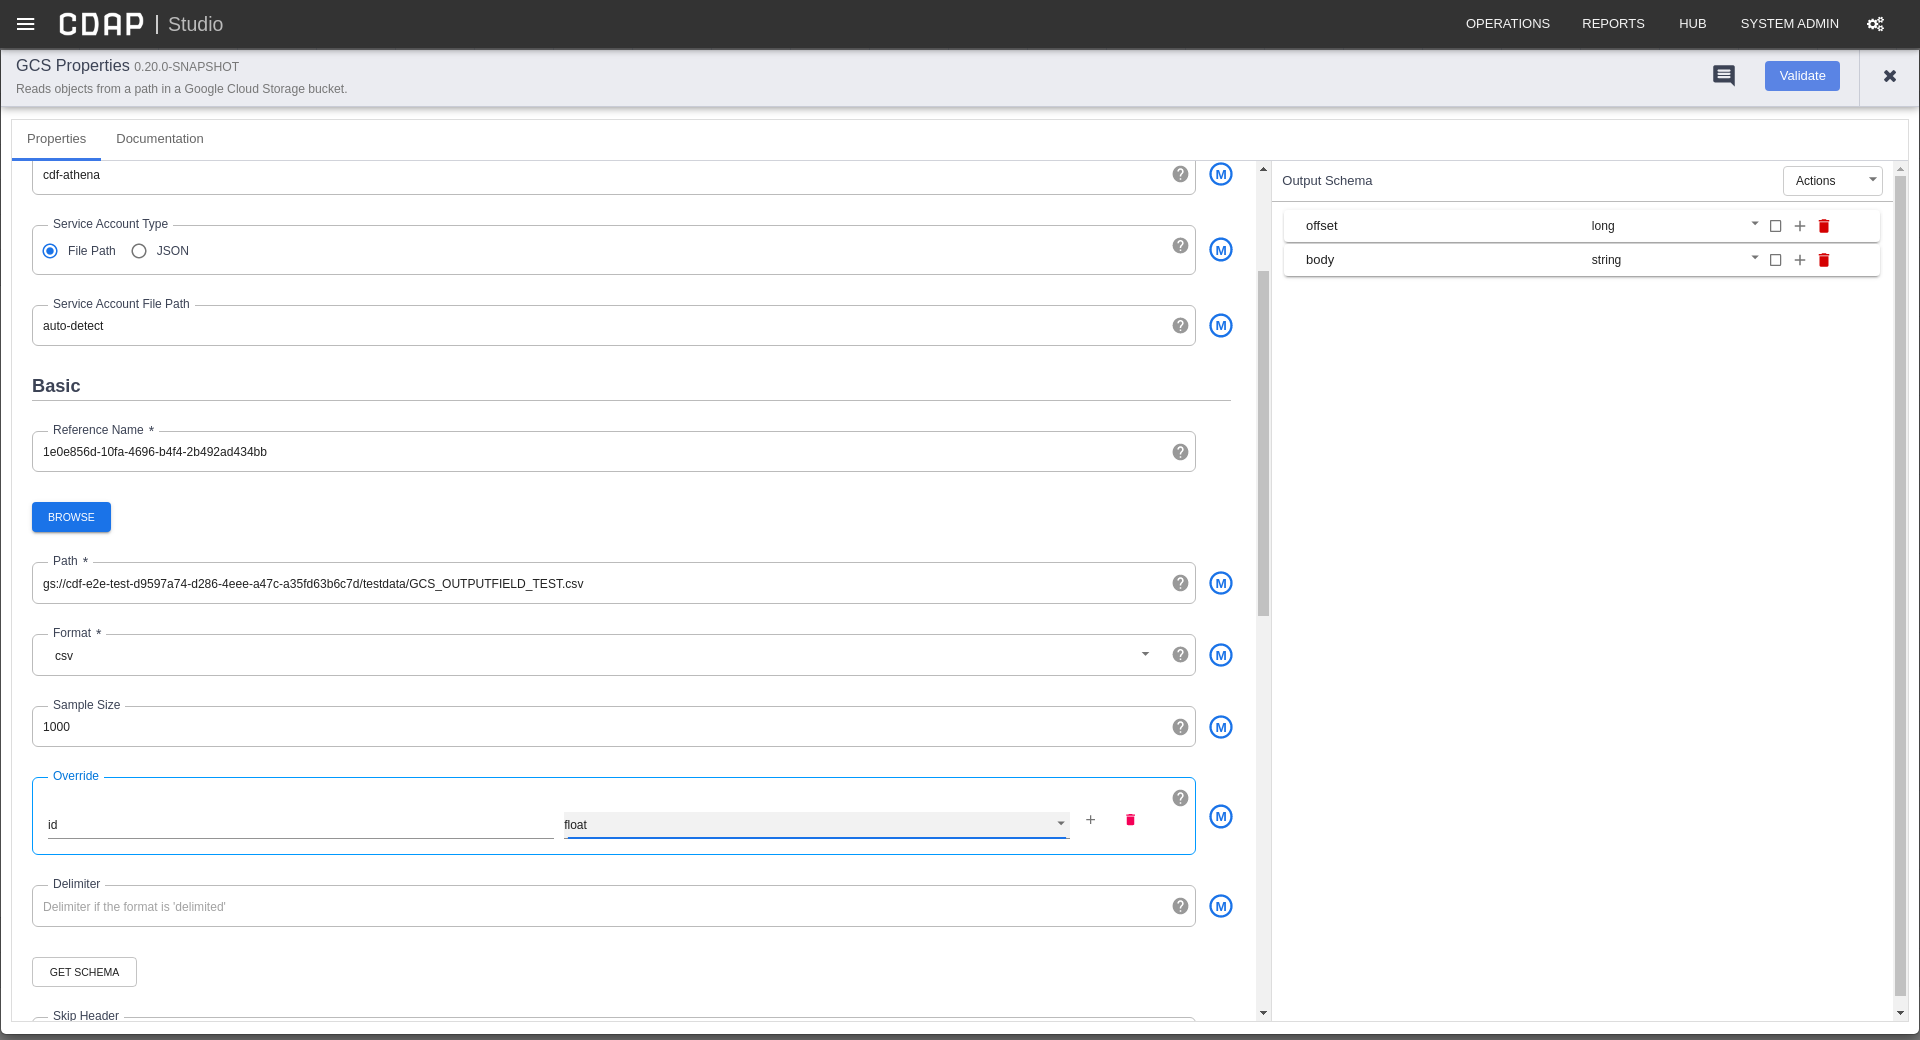 CDAP | Studio
OPERATIONS REPORTS HUB SYSTEM ADMIN
GCS Properties 0.20.0-SNAPSHOT
Reads objects from a path in a Google Cloud Storage bucket.
Validate
Properties Documentation
cdf-athena
M
Service Account Type
File Path JSON
M
Service Account File Path
auto-detect
M
Basic
Reference Name *
1e0e856d-10fa-4696-b4f4-2b492ad434bb
BROWSE
Path *
gs://cdf-e2e-test-d9597a74-d286-4eee-a47c-a35fd63b6c7d/testdata/GCS_OUTPUTFIELD_TEST.csv
M
Format *
csv
M
Sample Size
1000
M
Override
id float
M
Delimiter
Delimiter if the format is 'delimited'
M
GET SCHEMA
Skip Header
Output Schema
Actions
offset long
body string